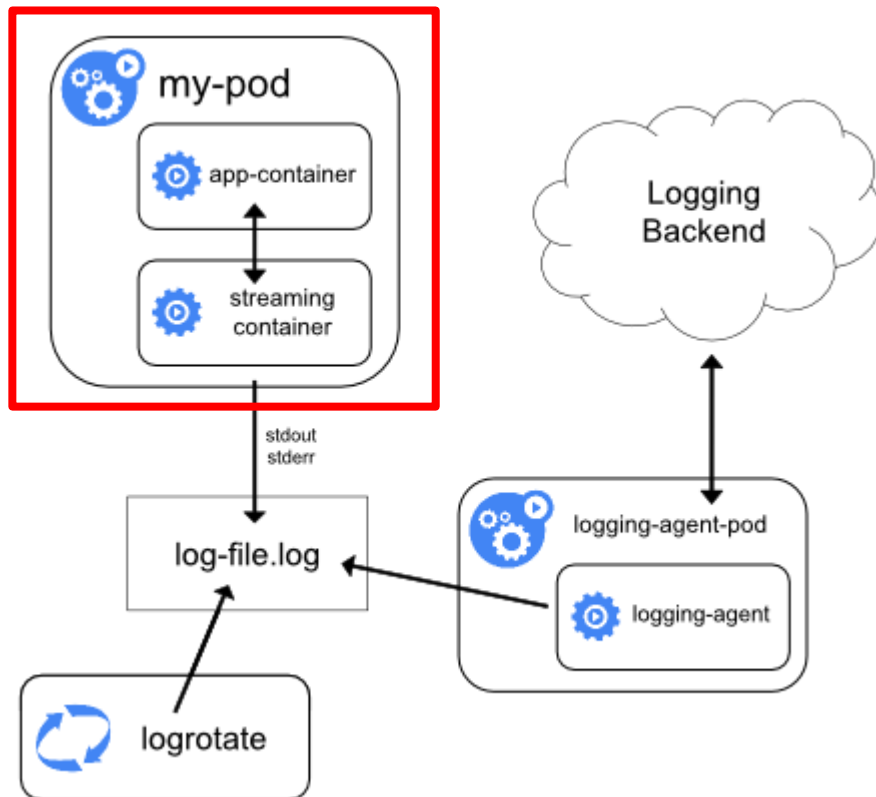 my-pod
app-container
streaming
container
Logging
Backend
stdout
stderr
log-file.log
logging-agent-pod
logging-agent
logrotate